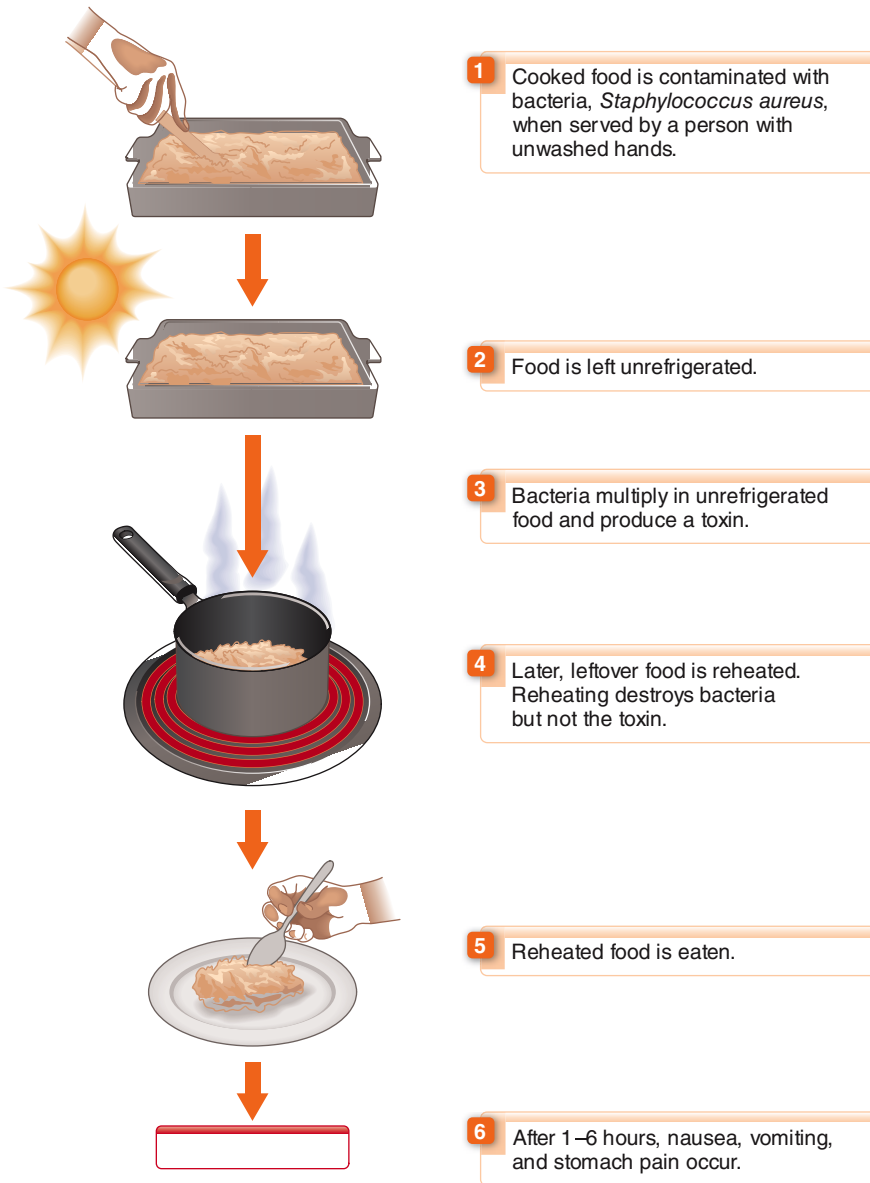 1
Cooked food is contaminated with
bacteria, Staphylococcus aureus,
when served by a person with
unwashed hands.
2
Food is left unrefrigerated.
3
Bacteria multiply in unrefrigerated
food and produce a toxin.
4
Later, leftover food is reheated.
Reheating destroys bacteria
but not the toxin.
5
Reheated food is eaten.
6
After 1–6 hours, nausea, vomiting,
and stomach pain occur.